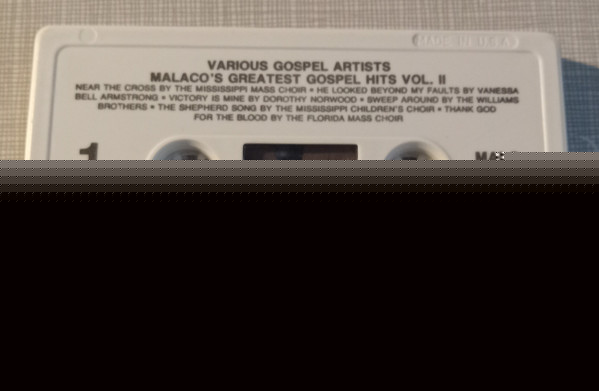 MADE IN U.S.A.
VARIOUS GOSPEL ARTISTS
MALACO'S GREATEST GOSPEL HITS VOL. II
NEAR THE CROSS BY THE MISSISSIPPI MASS CHOIR • HE LOOKED BEYOND MY FAULTS BY VANESSA
BELL ARMSTRONG • VICTORY IS MINE BY DOROTHY NORWOOD • SWEEP AROUND BY THE WILLIAMS
BROTHERS • THE SHEPHERD SONG BY THE MISSISSIPPI CHILDREN'S CHOIR • THANK GOD
FOR THE BLOOD BY THE FLORIDA MASS CHOIR
1